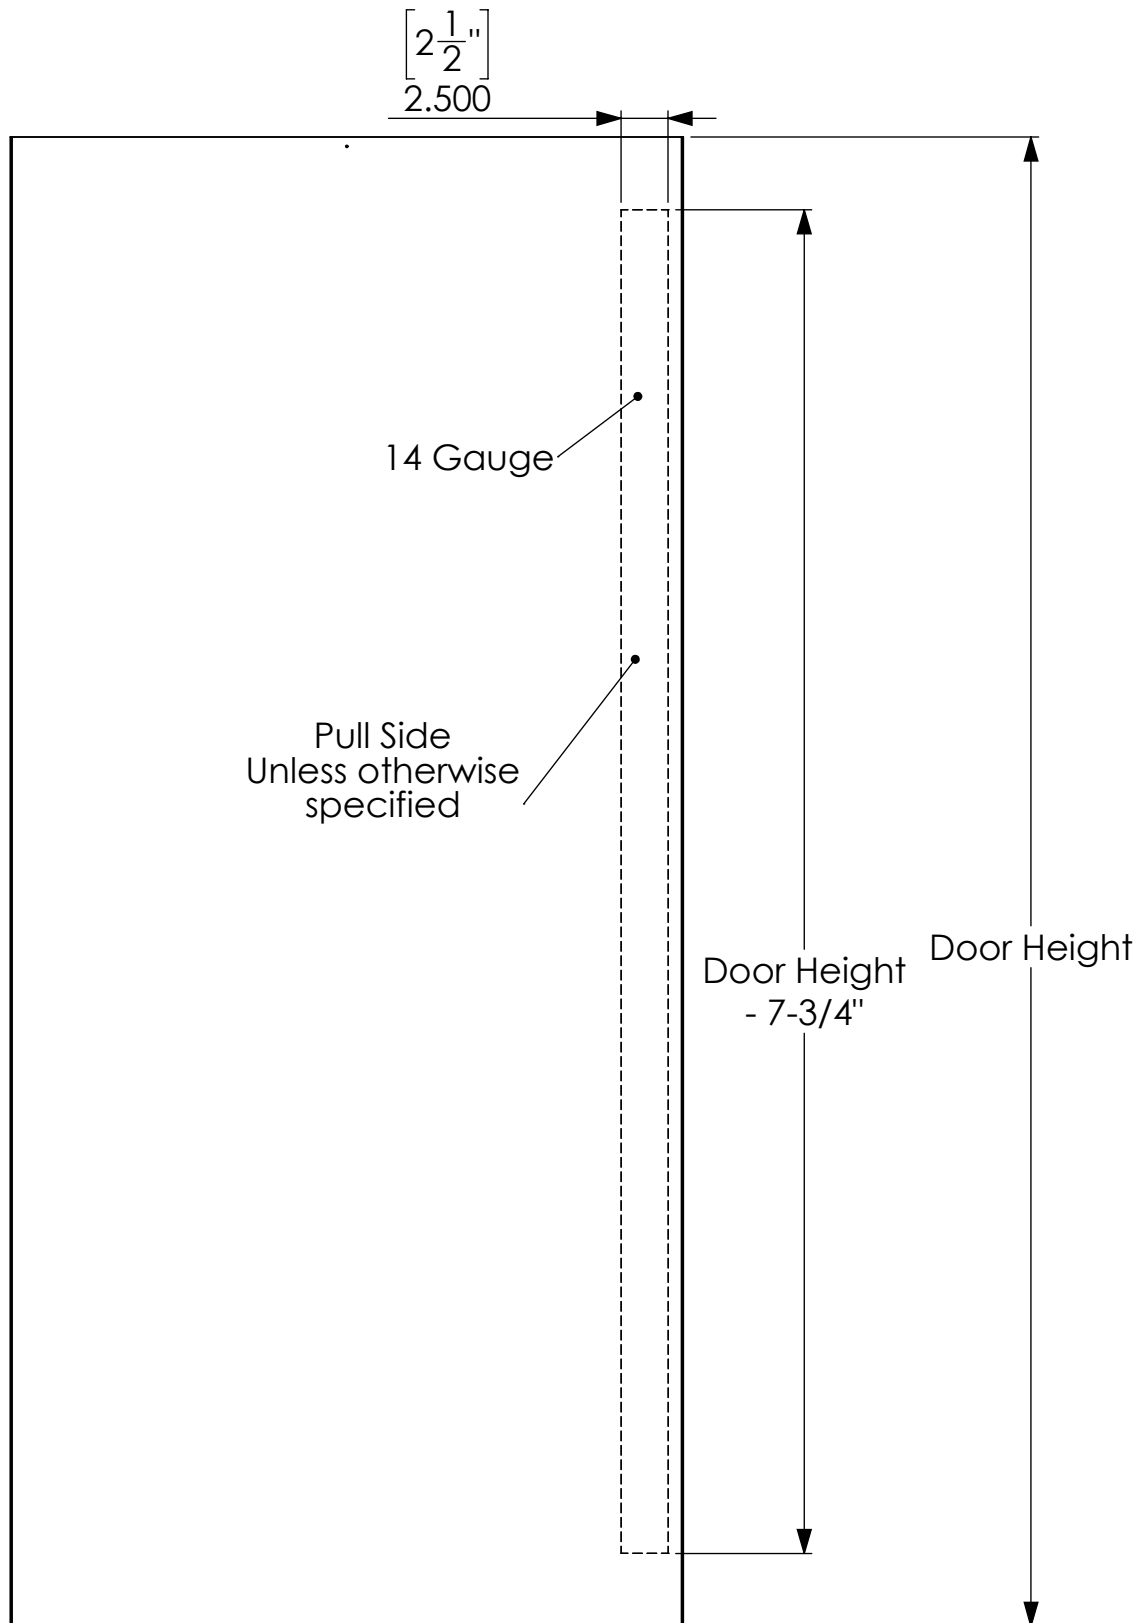 [2 1/2"]
2.500
14 Gauge
Pull Side
Unless otherwise
specified
Door Height
- 7-3/4"
Door Height